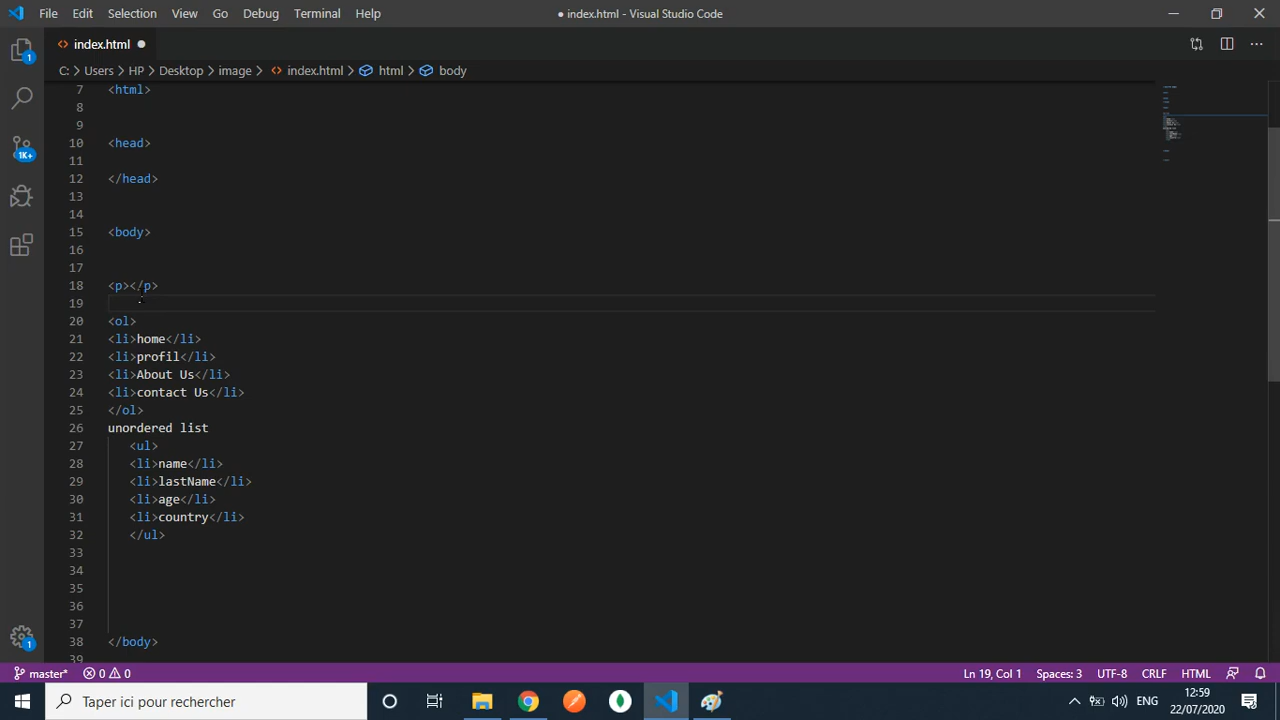 File Edit Selection View Go Debug Terminal Help
● index.html - Visual Studio Code
index.html
C: > Users > HP > Desktop > image > index.html > html > body
7 <html>
8
9
10 <head>
11
12 </head>
13
14
15 <body>
16
17
18 <p></p>
19
20 <ol>
21 <li>home</li>
22 <li>profil</li>
23 <li>About Us</li>
24 <li>contact Us</li>
25 </ol>
26 unordered list
27 <ul>
28 <li>name</li>
29 <li>lastName</li>
30 <li>age</li>
31 <li>country</li>
32 </ul>
33
34
35
36
37
38 </body>
39
1
1K+
1
master* 0 0 Ln 19, Col 1 Spaces: 3 UTF-8 CRLF HTML
Taper ici pour rechercher
ENG
12:59
22/07/2020